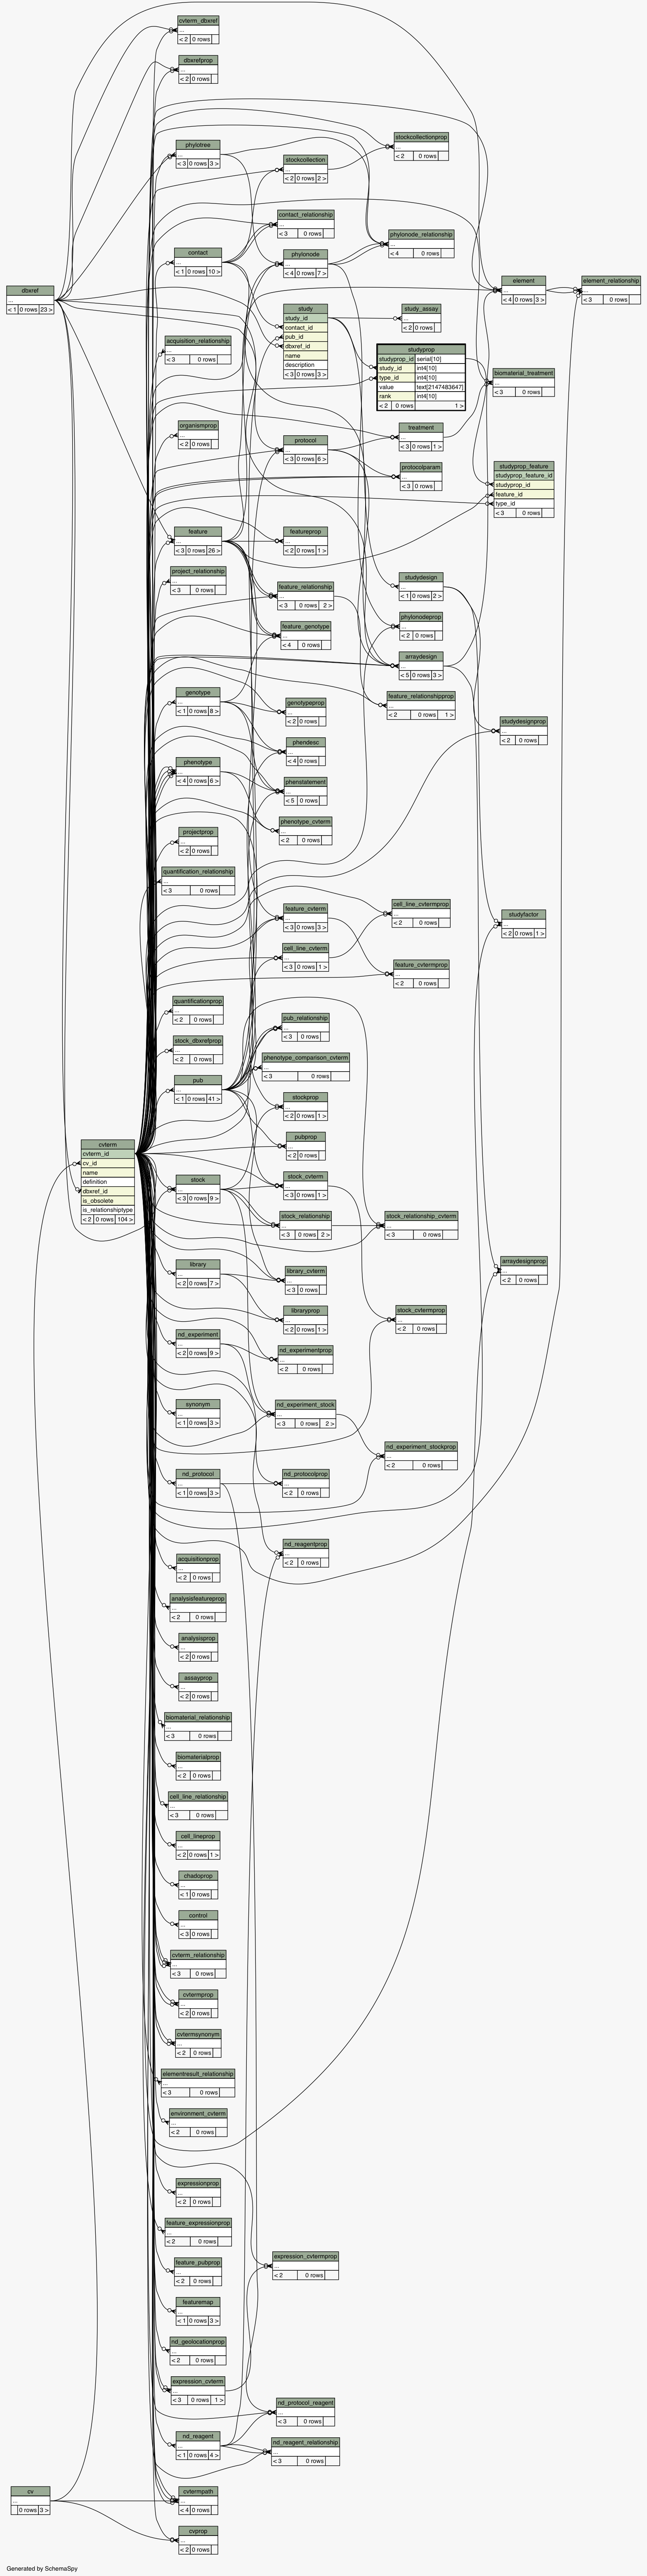 cvterm_dbxref
...
< 2 0 rows
dbxrefprop
...
< 2 0 rows
phylotree
...
< 3 0 rows 3 >
stockcollectionprop
...
< 2 0 rows
stockcollection
...
< 2 0 rows 2 >
contact_relationship
...
< 3 0 rows
phylonode_relationship
...
< 4 0 rows
contact
...
< 1 0 rows 10 >
phylonode
...
< 4 0 rows 7 >
dbxref
...
< 1 0 rows 23 >
element
...
< 4 0 rows 3 >
element_relationship
...
< 3 0 rows
study
study_id
contact_id
pub_id
dbxref_id
name
description
< 3 0 rows 3 >
study_assay
...
< 2 0 rows
acquisition_relationship
...
< 3 0 rows
studyprop
studyprop_id serial[10]
study_id int4[10]
type_id int4[10]
value text[2147483647]
rank int4[10]
< 2 0 rows 1 >
biomaterial_treatment
...
< 3 0 rows
organismprop
...
< 2 0 rows
protocol
...
< 3 0 rows 6 >
treatment
...
< 3 0 rows 1 >
protocolparam
...
< 3 0 rows
studyprop_feature
studyprop_feature_id
studyprop_id
feature_id
type_id
< 3 0 rows
feature
...
< 3 0 rows 26 >
featureprop
...
< 2 0 rows 1 >
project_relationship
...
< 3 0 rows
feature_relationship
...
< 3 0 rows 2 >
studydesign
...
< 1 0 rows 2 >
feature_genotype
...
< 4 0 rows
phylonodeprop
...
< 2 0 rows
arraydesign
...
< 5 0 rows 3 >
genotype
...
< 1 0 rows 8 >
genotypeprop
...
< 2 0 rows
feature_relationshipprop
...
< 2 0 rows 1 >
studydesignprop
...
< 2 0 rows
phendesc
...
< 4 0 rows
phenotype
...
< 4 0 rows 6 >
phenstatement
...
< 5 0 rows
projectprop
...
< 2 0 rows
phenotype_cvterm
...
< 2 0 rows
quantification_relationship
...
< 3 0 rows
feature_cvterm
...
< 3 0 rows 3 >
cell_line_cvtermprop
...
< 2 0 rows
studyfactor
...
< 2 0 rows 1 >
cell_line_cvterm
...
< 3 0 rows 1 >
feature_cvtermprop
...
< 2 0 rows
quantificationprop
...
< 2 0 rows
pub_relationship
...
< 3 0 rows
stock_dbxrefprop
...
< 2 0 rows
phenotype_comparison_cvterm
...
< 3 0 rows
pub
...
< 1 0 rows 41 >
stockprop
...
< 2 0 rows 1 >
pubprop
...
< 2 0 rows
cvterm
cvterm_id
cv_id
name
definition
dbxref_id
is_obsolete
is_relationshiptype
< 2 0 rows 104 >
stock
...
< 3 0 rows 9 >
stock_cvterm
...
< 3 0 rows 1 >
stock_relationship
...
< 3 0 rows 2 >
stock_relationship_cvterm
...
< 3 0 rows
library
...
< 2 0 rows 7 >
library_cvterm
...
< 3 0 rows
arraydesignprop
...
< 2 0 rows
libraryprop
...
< 2 0 rows 1 >
stock_cvtermprop
...
< 2 0 rows
nd_experiment
...
< 2 0 rows 9 >
nd_experimentprop
...
< 2 0 rows
synonym
...
< 1 0 rows 3 >
nd_experiment_stock
...
< 3 0 rows 2 >
nd_experiment_stockprop
...
< 2 0 rows
nd_protocol
...
< 1 0 rows 3 >
nd_protocolprop
...
< 2 0 rows
nd_reagentprop
...
< 2 0 rows
acquisitionprop
...
< 2 0 rows
analysisfeatureprop
...
< 2 0 rows
analysisprop
...
< 2 0 rows
assayprop
...
< 2 0 rows
biomaterial_relationship
...
< 3 0 rows
biomaterialprop
...
< 2 0 rows
cell_line_relationship
...
< 3 0 rows
cell_lineprop
...
< 2 0 rows 1 >
chadoprop
...
< 1 0 rows
control
...
< 3 0 rows
cvterm_relationship
...
< 3 0 rows
cvtermprop
...
< 2 0 rows
cvtermsynonym
...
< 2 0 rows
elementresult_relationship
...
< 3 0 rows
environment_cvterm
...
< 2 0 rows
expressionprop
...
< 2 0 rows
feature_expressionprop
...
< 2 0 rows
feature_pubprop
...
< 2 0 rows
expression_cvtermprop
...
< 2 0 rows
featuremap
...
< 1 0 rows 3 >
nd_geolocationprop
...
< 2 0 rows
expression_cvterm
...
< 3 0 rows 1 >
nd_protocol_reagent
...
< 3 0 rows
nd_reagent
...
< 1 0 rows 4 >
nd_reagent_relationship
...
< 3 0 rows
cv
...
0 rows 3 >
cvtermpath
...
< 4 0 rows
cvprop
...
< 2 0 rows
Generated by SchemaSpy